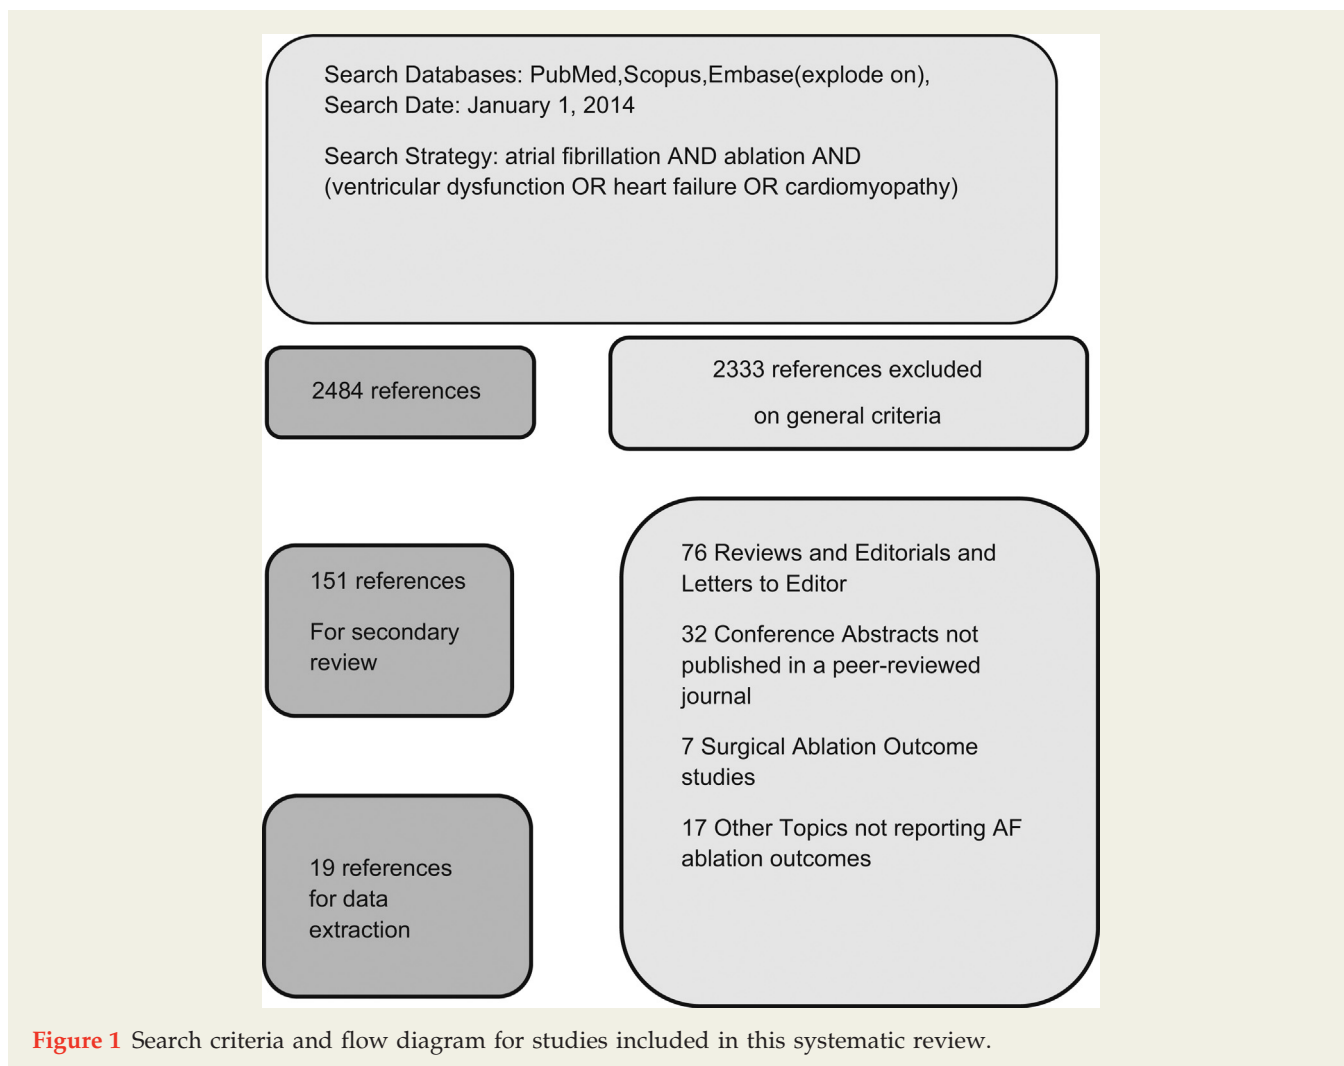 Search Databases: PubMed,Scopus,Embase(explode on),
Search Date: January 1, 2014
Search Strategy: atrial fibrillation AND ablation AND
(ventricular dysfunction OR heart failure OR cardiomyopathy)
2484 references
2333 references excluded
on general criteria
151 references
For secondary
review
76 Reviews and Editorials and
Letters to Editor
32 Conference Abstracts not
published in a peer-reviewed
journal
7 Surgical Ablation Outcome
studies
17 Other Topics not reporting AF
ablation outcomes
19 references
for data
extraction
Figure 1 Search criteria and flow diagram for studies included in this systematic review.